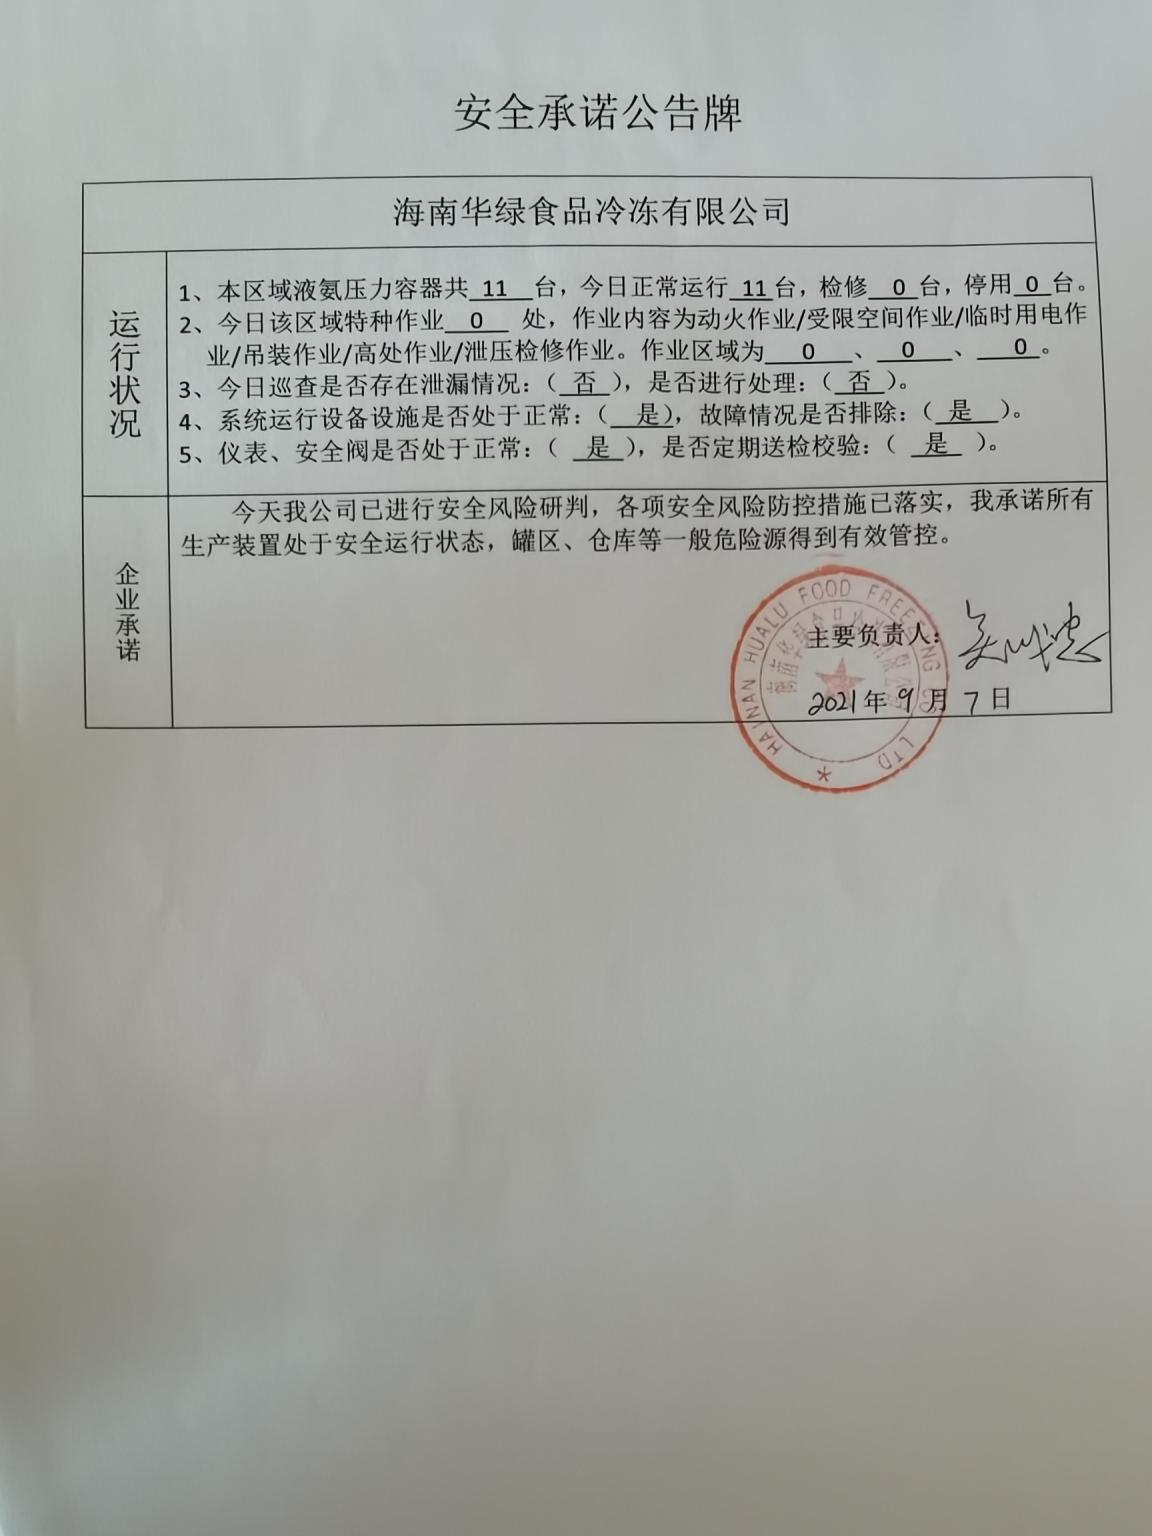 安全承诺公告牌
海南华绿食品冷冻有限公司
运行状况
1、本区域液氨压力容器共 11 台，今日正常运行 11 台，检修 0 台，停用 0 台。
2、今日该区域特种作业 0 处，作业内容为动火作业/受限空间作业/临时用电作
业/吊装作业/高处作业/泄压检修作业。作业区域为 0 、 0 、 0 。
3、今日巡查是否存在泄漏情况：（ 否 ），是否进行处理：（ 否 ）。
4、系统运行设备设施是否处于正常：（ 是），故障情况是否排除：（ 是 ）。
5、仪表、安全阀是否处于正常：（ 是 ），是否定期送检校验：（ 是 ）。
企业承诺
今天我公司已进行安全风险研判，各项安全风险防控措施已落实，我承诺所有
生产装置处于安全运行状态，罐区、仓库等一般危险源得到有效管控。
主要负责人：
2021年 9 月 7 日
HAINAN HUALU FOOD FREEZING CO LTD